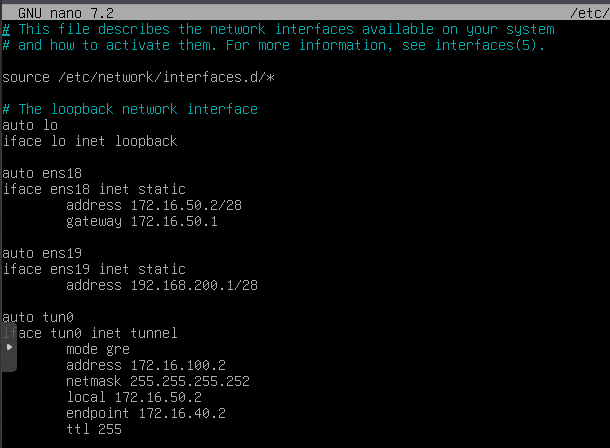 GNU nano 7.2 /etc/
# This file describes the network interfaces available on your system
# and how to activate them. For more information, see interfaces(5).
source /etc/network/interfaces.d/*
# The loopback network interface
auto lo
iface lo inet loopback
auto ens18
iface ens18 inet static
address 172.16.50.2/28
gateway 172.16.50.1
auto ens19
iface ens19 inet static
address 192.168.200.1/28
auto tun0
iface tun0 inet tunnel
mode gre
address 172.16.100.2
netmask 255.255.255.252
local 172.16.50.2
endpoint 172.16.40.2
ttl 255